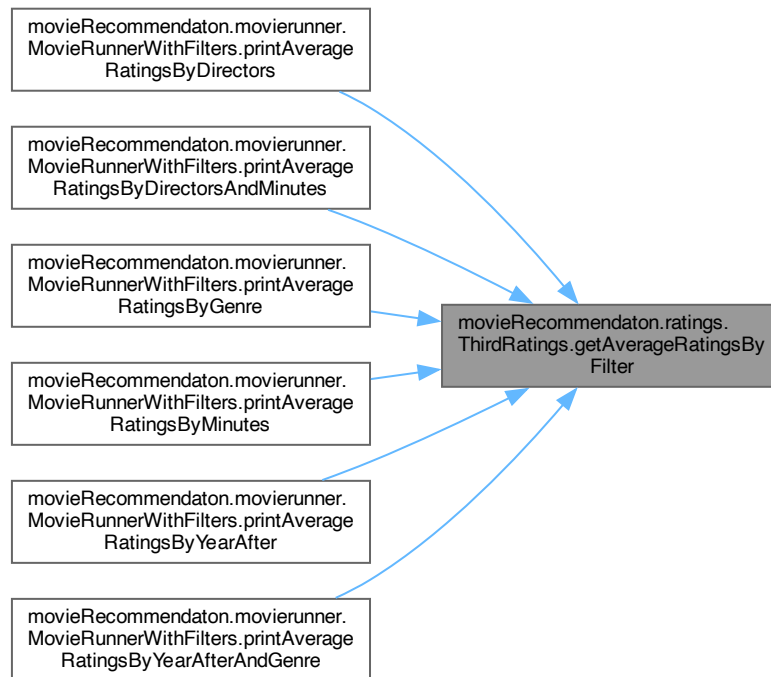 movieRecommendaton.movierunner.
MovieRunnerWithFilters.printAverage
RatingsByDirectors
movieRecommendaton.movierunner.
MovieRunnerWithFilters.printAverage
RatingsByDirectorsAndMinutes
movieRecommendaton.movierunner.
MovieRunnerWithFilters.printAverage
RatingsByGenre
movieRecommendaton.ratings.
ThirdRatings.getAverageRatingsBy
Filter
movieRecommendaton.movierunner.
MovieRunnerWithFilters.printAverage
RatingsByMinutes
movieRecommendaton.movierunner.
MovieRunnerWithFilters.printAverage
RatingsByYearAfter
movieRecommendaton.movierunner.
MovieRunnerWithFilters.printAverage
RatingsByYearAfterAndGenre